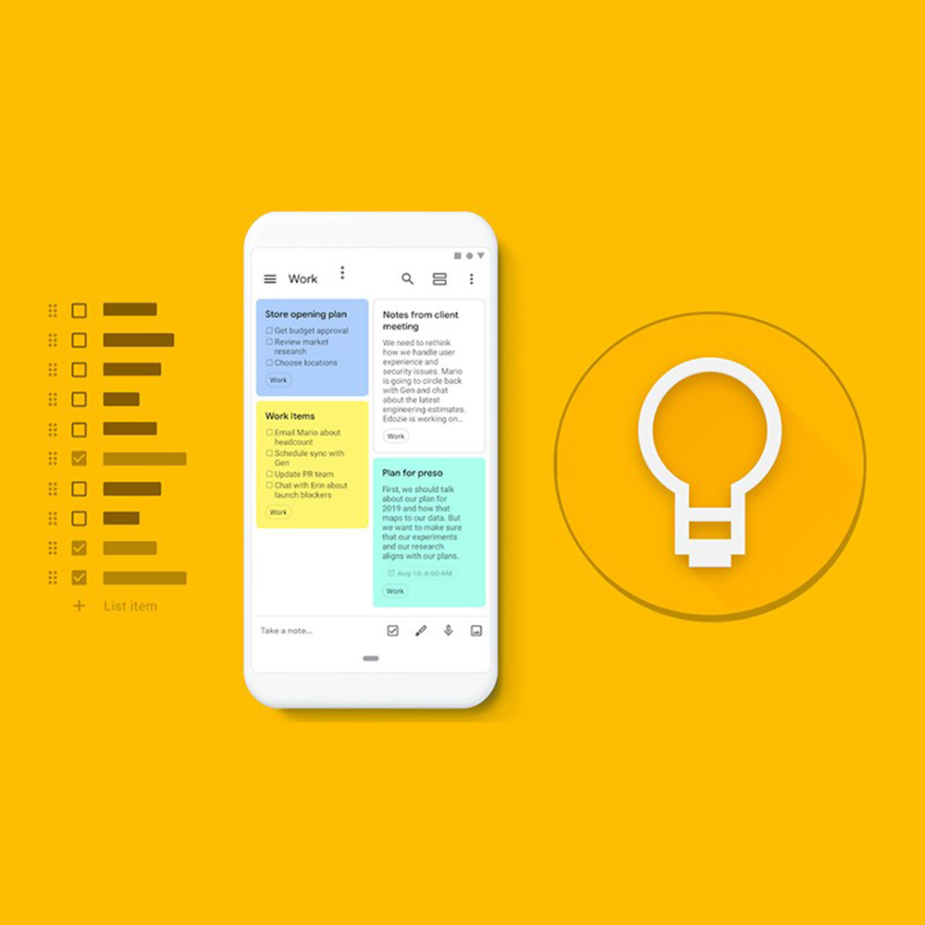 List item
Work
Store opening plan
Get budget approval
Review market
research
Choose locations
Work
Work Items
Email Mario about
headcount
Schedule sync with
Gen
Update PR team
Chat with Erin about
launch blockers
Work
Notes from client
meeting
We need to rethink
how we handle user
experience and
security issues. Mario
is going to circle back
with Gen and chat
about the latest
engineering estimates.
Edozie is working on...
Work
Plan for preso
First, we should talk
about our plan for
2019 and how that
maps to our data. But
we want to make sure
that our experiments
and our research
aligns with our plans.
Aug 10, 8:00 AM
Work
Take a note...